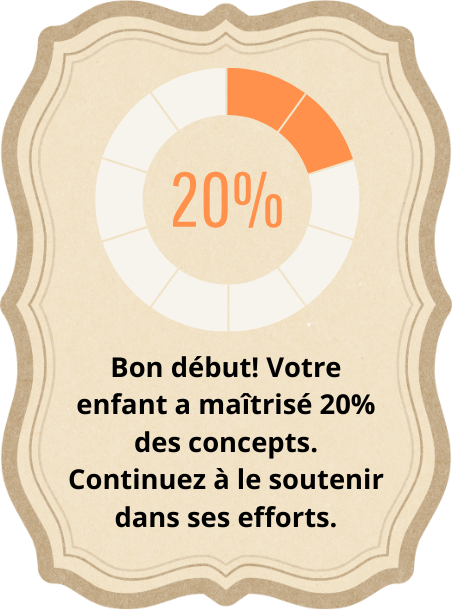 20%
Bon début! Votre
enfant a maîtrisé 20%
des concepts.
Continuez à le soutenir
dans ses efforts.